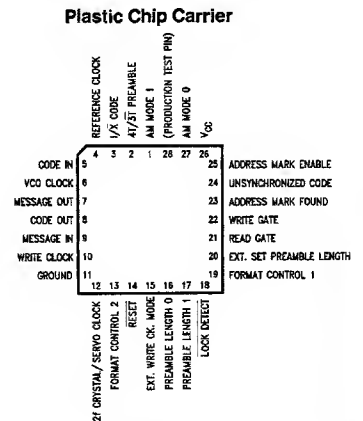 Plastic Chip Carrier
REFERENCE CLOCK
1/X̅ CODE
4T/5̅T̅ PREAMBLE
AM MODE 1
(PRODUCTION TEST PIN)
AM MODE 0
VCC
4 3 2 1 28 27 26
CODE IN 5
VCO CLOCK 6
MESSAGE OUT 7
CODE OUT 8
MESSAGE IN 9
WRITE CLOCK 10
GROUND 11
25 ADDRESS MARK ENABLE
24 UNSYNCHRONIZED CODE
23 ADDRESS MARK FOUND
22 WRITE GATE
21 READ GATE
20 EXT. SET PREAMBLE LENGTH
19 FORMAT CONTROL 1
12 13 14 15 16 17 18
2f CRYSTAL/SERVO CLOCK
FORMAT CONTROL 2
R̅E̅S̅E̅T̅
EXT. WRITE CK. MODE
PREAMBLE LENGTH 0
PREAMBLE LENGTH 1
L̅O̅C̅K̅ D̅E̅T̅E̅C̅T̅